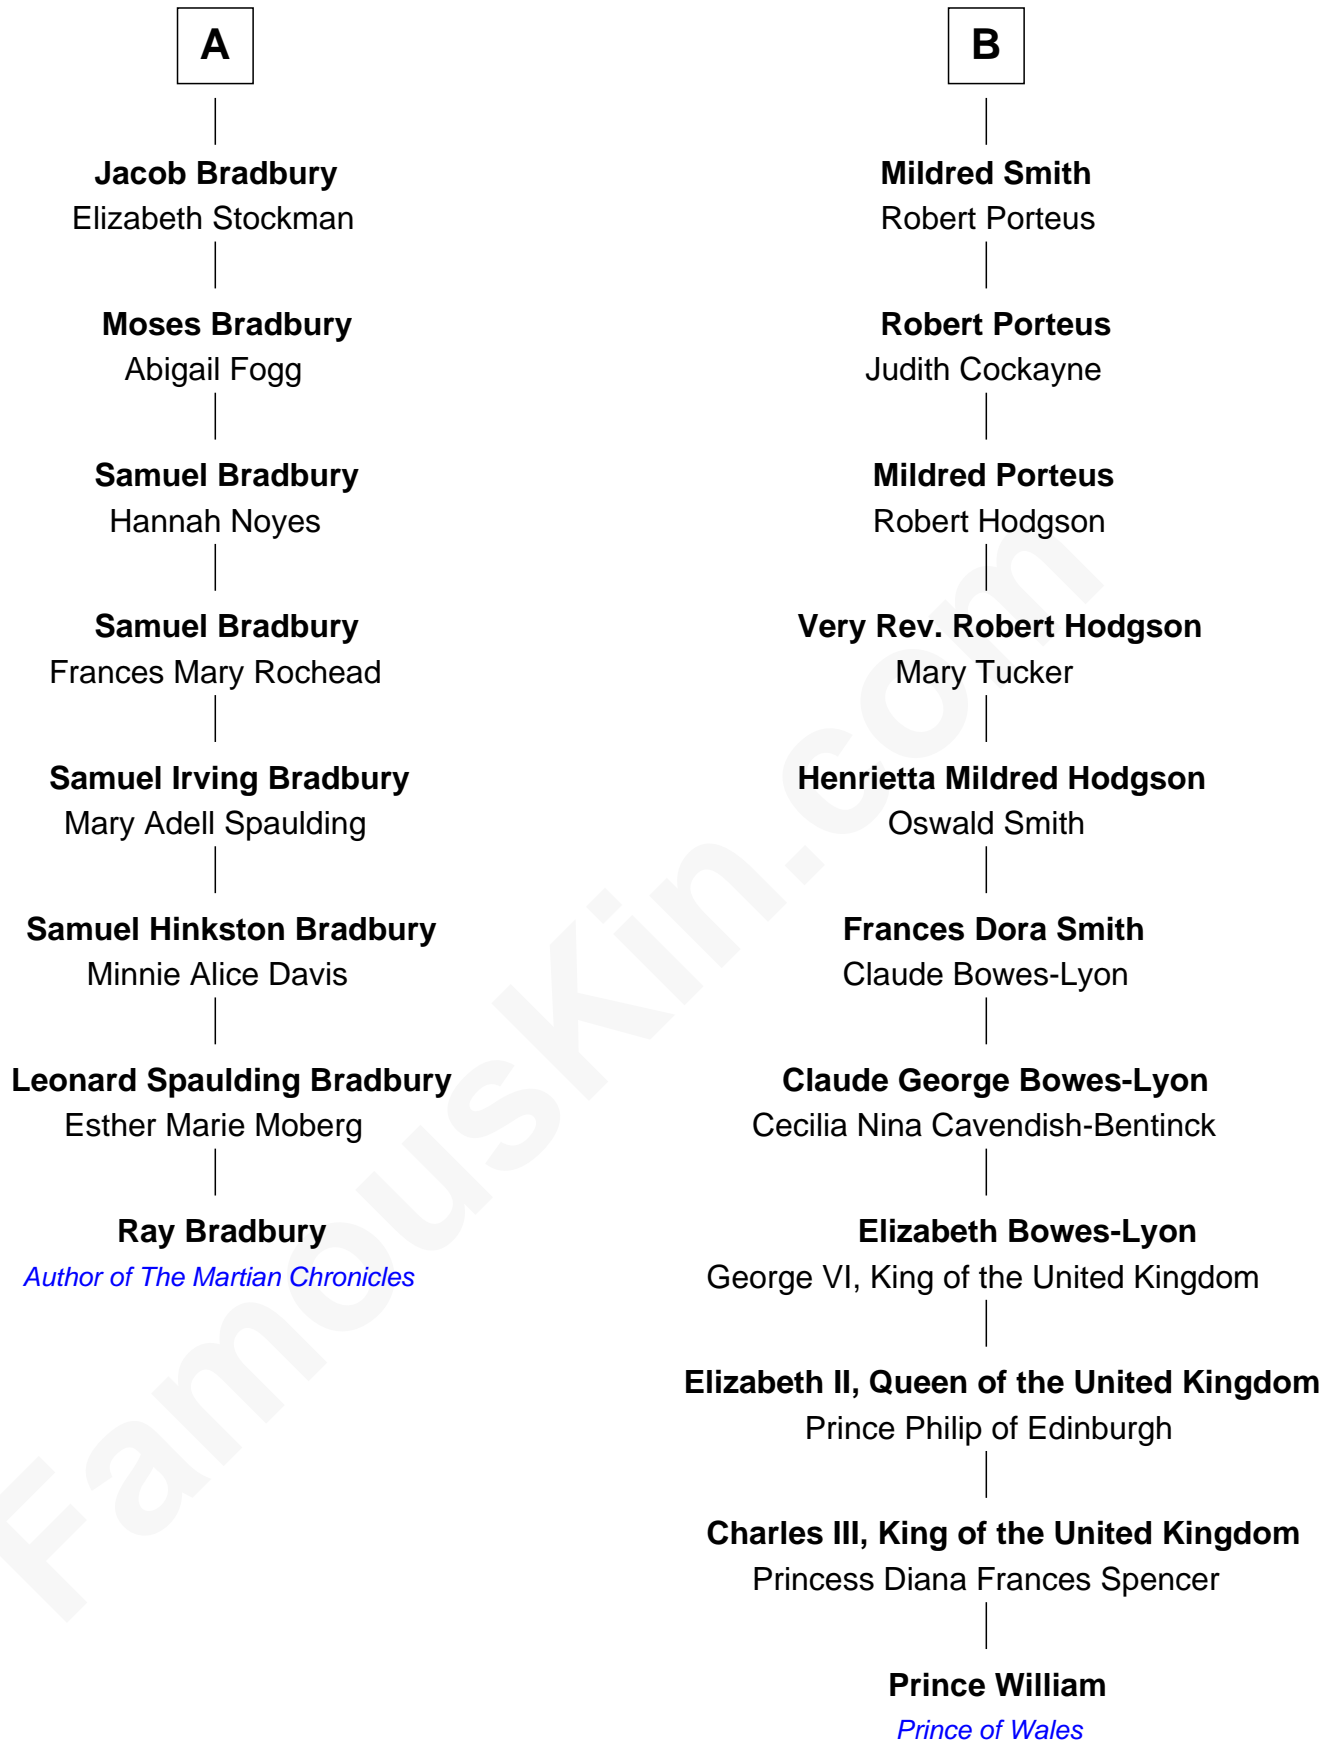 A
Jacob Bradbury
Elizabeth Stockman
Moses Bradbury
Abigail Fogg
Samuel Bradbury
Hannah Noyes
Samuel Bradbury
Frances Mary Rochead
Samuel Irving Bradbury
Mary Adell Spaulding
Samuel Hinkston Bradbury
Minnie Alice Davis
Leonard Spaulding Bradbury
Esther Marie Moberg
Ray Bradbury
Author of The Martian Chronicles
B
Mildred Smith
Robert Porteus
Robert Porteus
Judith Cockayne
Mildred Porteus
Robert Hodgson
Very Rev. Robert Hodgson
Mary Tucker
Henrietta Mildred Hodgson
Oswald Smith
Frances Dora Smith
Claude Bowes-Lyon
Claude George Bowes-Lyon
Cecilia Nina Cavendish-Bentinck
Elizabeth Bowes-Lyon
George VI, King of the United Kingdom
Elizabeth II, Queen of the United Kingdom
Prince Philip of Edinburgh
Charles III, King of the United Kingdom
Princess Diana Frances Spencer
Prince William
Prince of Wales
FamousKin.com